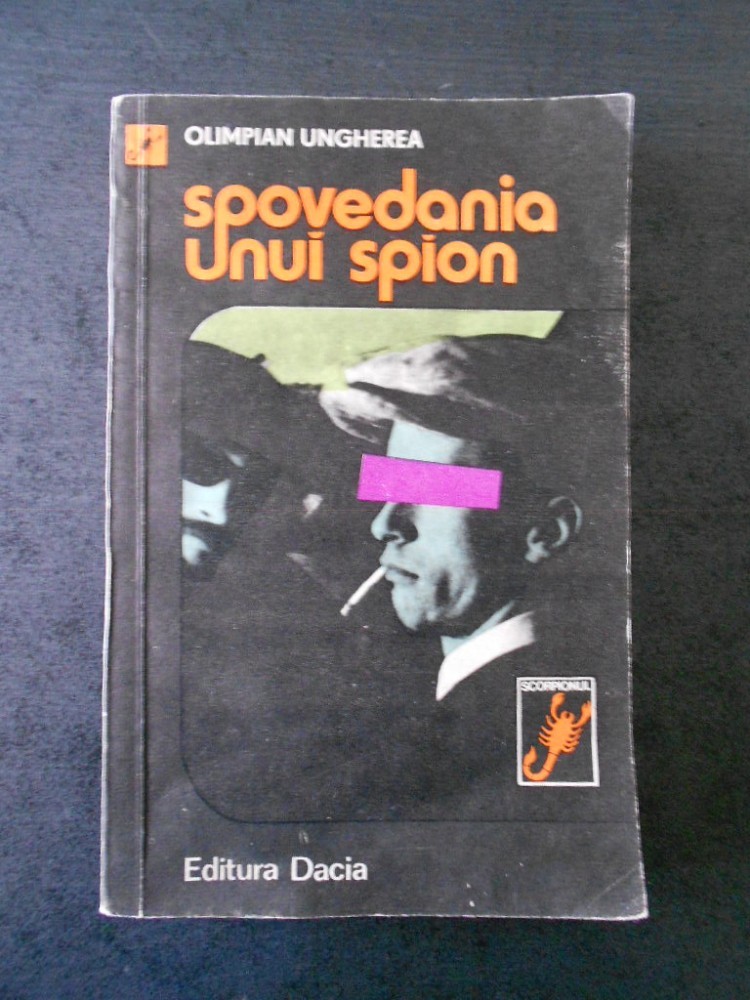 OLIMPIAN UNGHEREA
spovedania
unui spion
SCORPIONUL
Editura Dacia